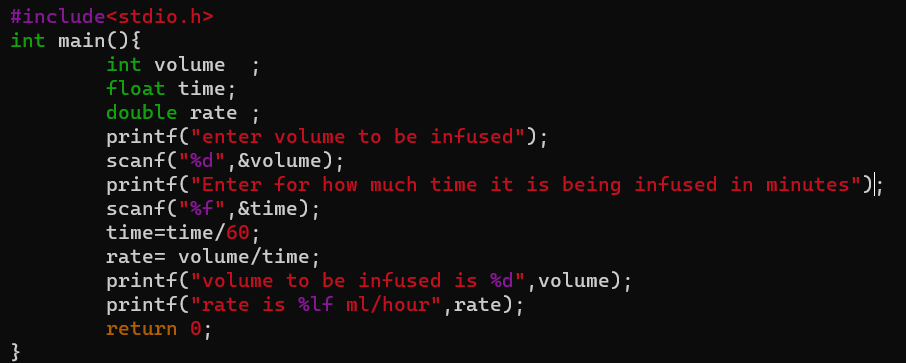 #include<stdio.h>
int main(){
        int volume  ;
        float time;
        double rate ;
        printf("enter volume to be infused");
        scanf("%d",&volume);
        printf("Enter for how much time it is being infused in minutes");
        scanf("%f",&time);
        time=time/60;
        rate= volume/time;
        printf("volume to be infused is %d",volume);
        printf("rate is %lf ml/hour",rate);
        return 0;
}